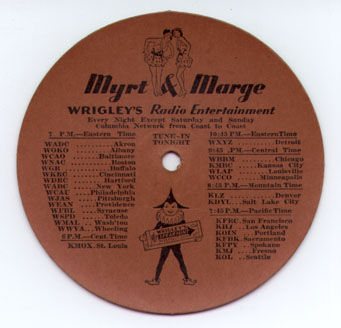 Myrt & Marge
WRIGLEY'S Radio Entertainment
Every Night Except Saturday and Sunday
Columbia Network from Coast to Coast
TUNE-IN
TONIGHT
7 P.M.—Eastern Time
WADC Akron
WOKO Albany
WCAO Baltimore
WNAC Boston
WGR Buffalo
WKRC Cincinnati
WDRC Hartford
WABC New York
WCAU Philadelphia
WJAS Pittsburgh
WEAN Providence
WFBL Syracuse
WSPD Toledo
WMAL Wash'ton
WWVA Wheeling
6 P.M.—Cent. Time
KMOX, St. Louis
10:45 P.M.—Eastern Time
WXYZ Detroit
9:45 P.M.—Central Time
WBBM Chicago
KMBC Kansas City
WLAP Louisville
WCCO Minneapolis
8:45 P.M.—Mountain Time
KLZ Denver
KDYL Salt Lake City
7:45 P.M.—Pacific Time
KFRC San Francisco
KHJ Los Angeles
KOIN Portland
KFBK Sacramento
KFPY Spokane
KMJ Fresno
KOL Seattle
WRIGLEY'S